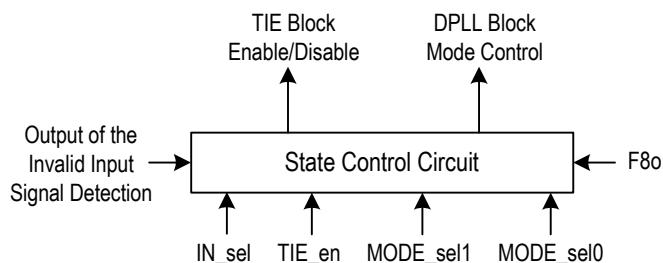 TIE Block
Enable/Disable
DPLL Block
Mode Control
Output of the
Invalid Input
Signal Detection
State Control Circuit
F8o
IN_sel
TIE_en
MODE_sel1
MODE_sel0